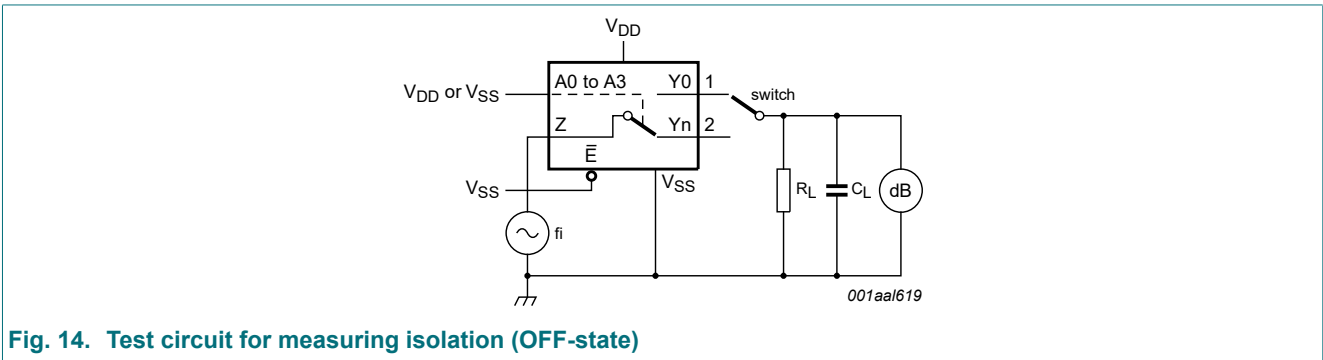 VDD
VDD or VSS
A0 to A3
Y0
1
switch
Z
Yn
2
E̅
VSS
VSS
RL
CL
dB
fi
001aal619
Fig. 14. Test circuit for measuring isolation (OFF-state)